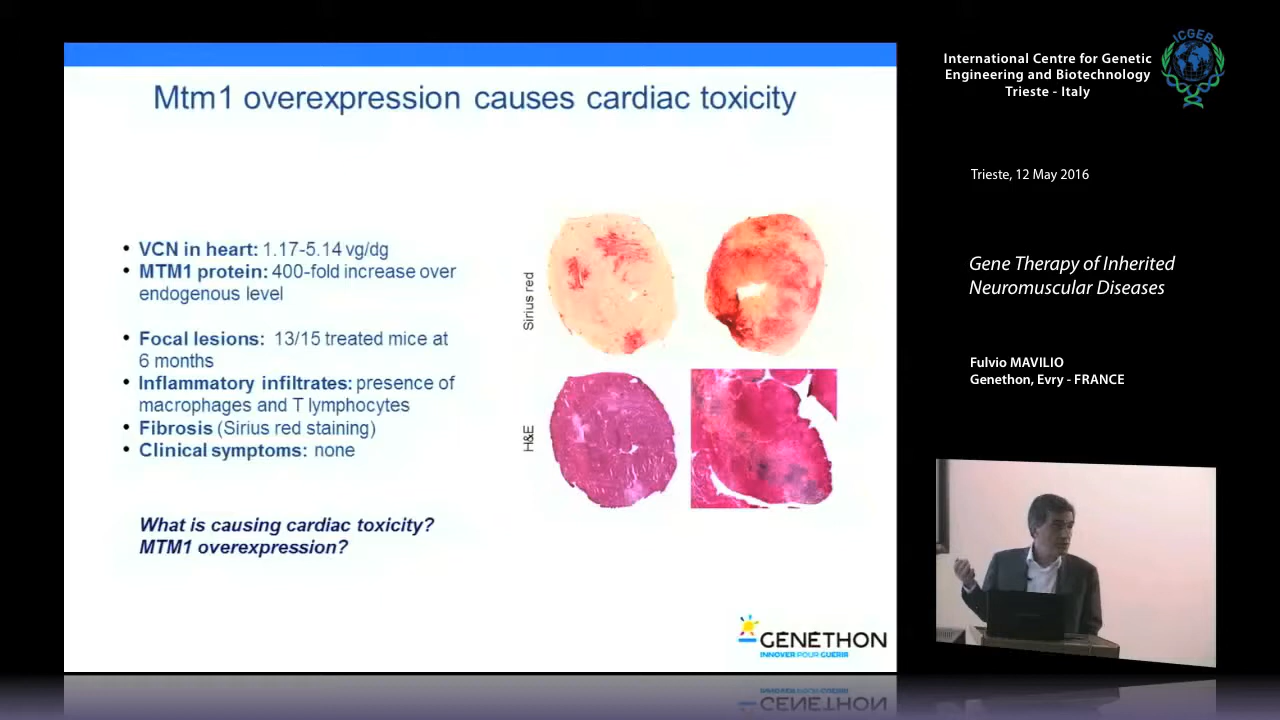 Mtm1 overexpression causes cardiac toxicity
• VCN in heart: 1.17-5.14 vg/dg
• MTM1 protein: 400-fold increase over
endogenous level
• Focal lesions: 13/15 treated mice at
6 months
• Inflammatory infiltrates: presence of
macrophages and T lymphocytes
• Fibrosis (Sirius red staining)
• Clinical symptoms: none
What is causing cardiac toxicity?
MTM1 overexpression?
Sirius red
H&E
GENETHON
INNOVER POUR GUERIR
International Centre for Genetic
Engineering and Biotechnology
Trieste - Italy
ICGEB
Trieste, 12 May 2016
Gene Therapy of Inherited
Neuromuscular Diseases
Fulvio MAVILIO
Genethon, Evry - FRANCE